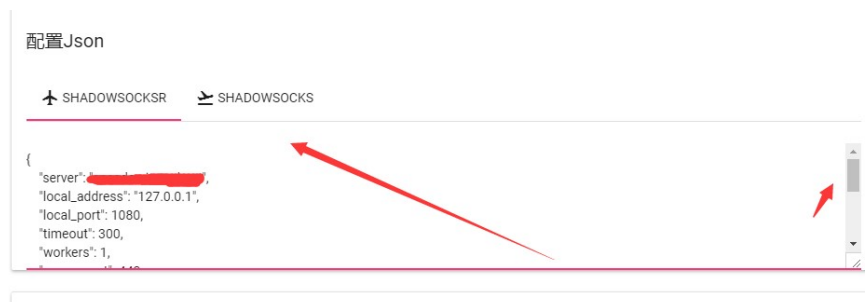 配置Json
SHADOWSOCKSR SHADOWSOCKS
{
"server":
"local_address": "127.0.0.1",
"local_port": 1080,
"timeout": 300,
"workers": 1,